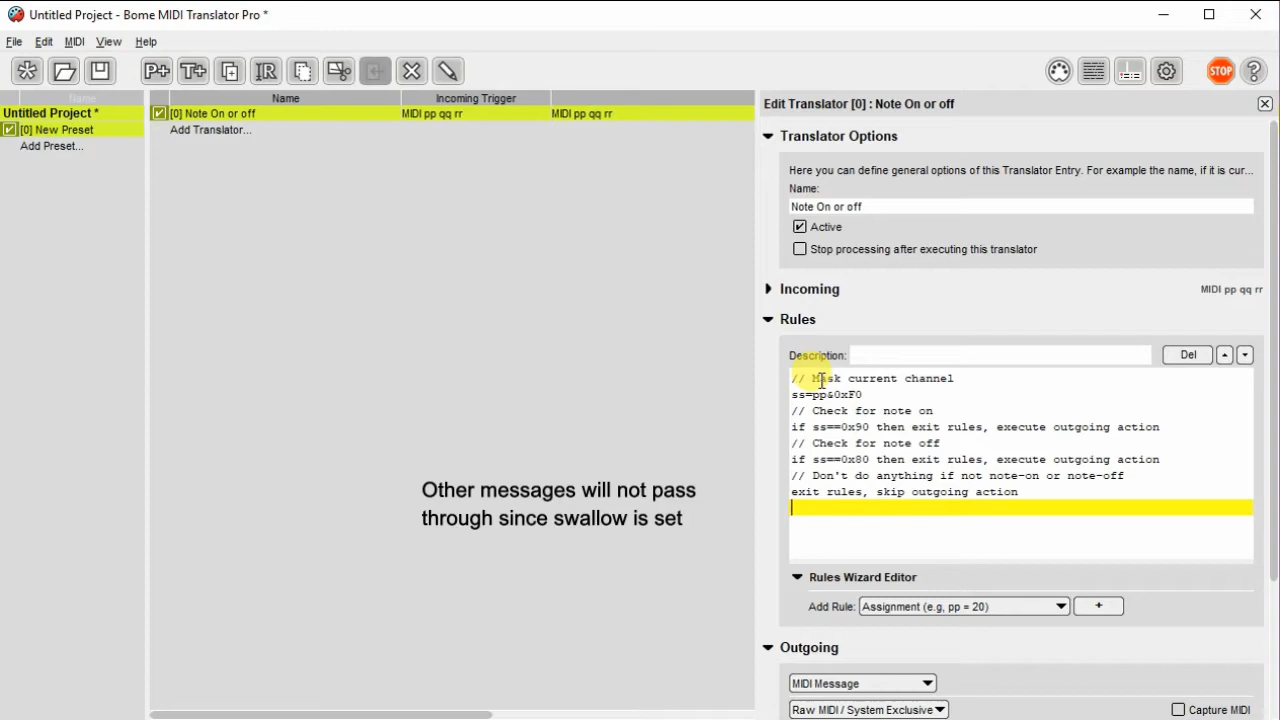 Untitled Project - Bome MIDI Translator Pro *
File Edit MIDI View Help
P+ T+ IR STOP ?
Name
Untitled Project *
[0] New Preset
Add Preset...
Name Incoming Trigger
[0] Note On or off MIDI pp qq rr MIDI pp qq rr
Add Translator...
Other messages will not pass
through since swallow is set
Edit Translator [0] : Note On or off
Translator Options
Here you can define general options of this Translator Entry. For example the name, if it is cur...
Name:
Note On or off
Active
Stop processing after executing this translator
Incoming MIDI pp qq rr
Rules
Description: Del
// Mask current channel
ss=pp&0xF0
// Check for note on
if ss==0x90 then exit rules, execute outgoing action
// Check for note off
if ss==0x80 then exit rules, execute outgoing action
// Don't do anything if not note-on or note-off
exit rules, skip outgoing action
Rules Wizard Editor
Add Rule: Assignment (e.g, pp = 20) +
Outgoing
MIDI Message
Raw MIDI / System Exclusive Capture MIDI